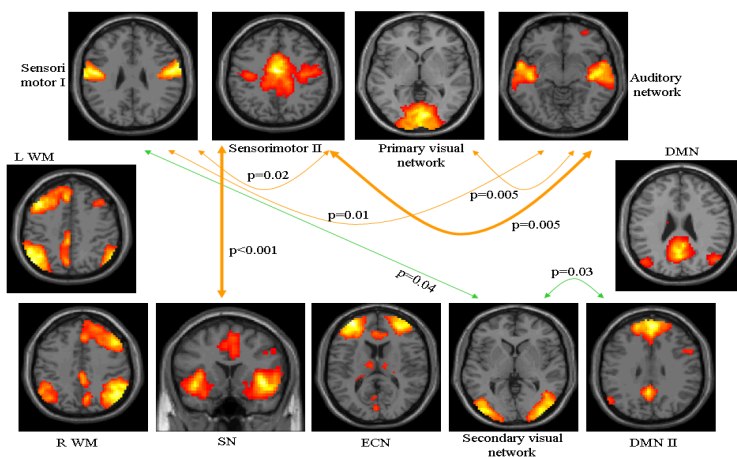 Sensori
motor I
Auditory
network
Sensorimotor II
Primary visual
network
L WM
DMN
p=0.02
p=0.005
p=0.01
p=0.005
p<0.001
p=0.04
p=0.03
R WM
SN
ECN
Secondary visual
network
DMN II